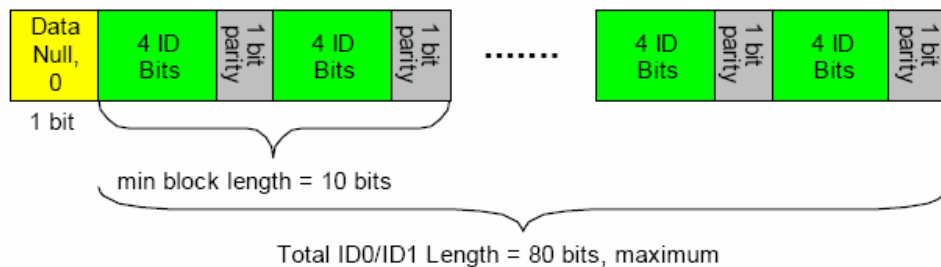 Data
Null,
0
4 ID
Bits
1 bit
parity
4 ID
Bits
1 bit
parity
.......
4 ID
Bits
1 bit
parity
4 ID
Bits
1 bit
parity
1 bit
min block length = 10 bits
Total ID0/ID1 Length = 80 bits, maximum